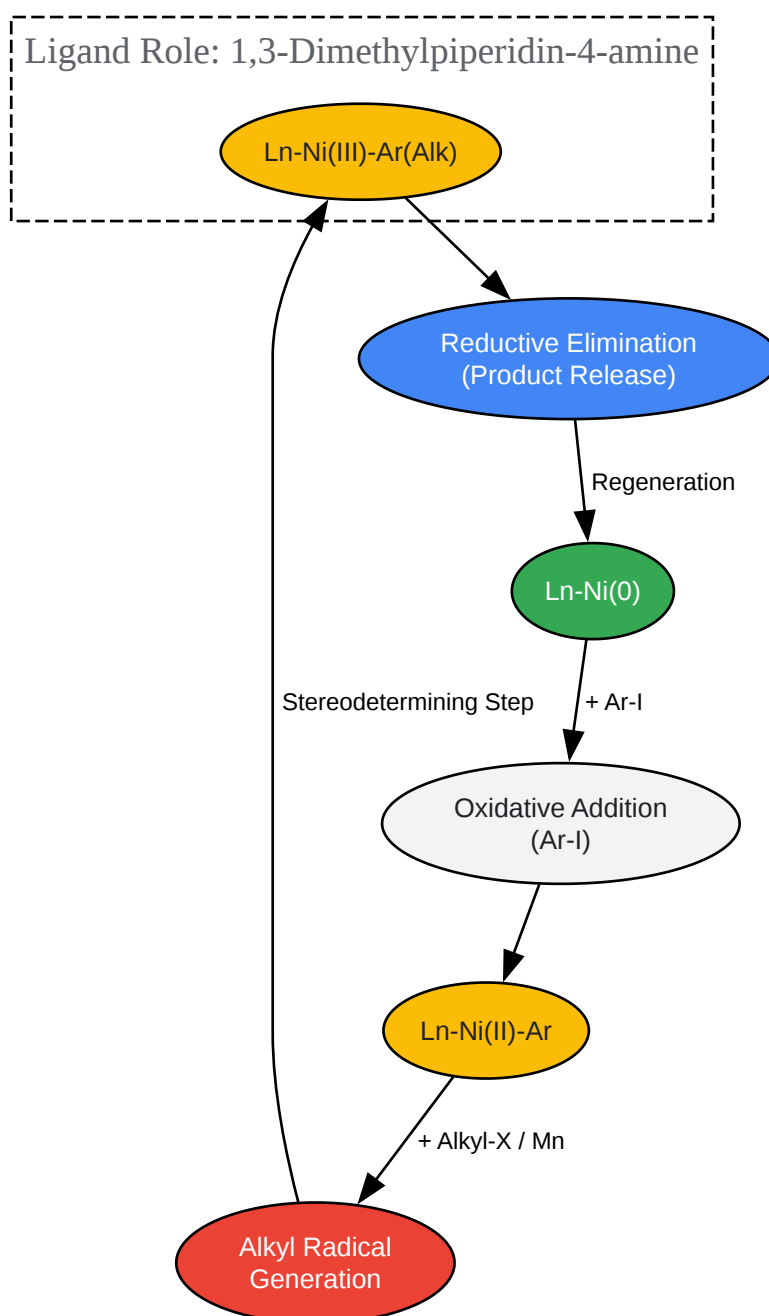 Ligand Role: 1,3-Dimethylpiperidin-4-amine
Ln-Ni(III)-Ar(Alk)
Reductive Elimination
(Product Release)
Regeneration
Ln-Ni(0)
Stereodetermining Step
+ Ar-I
Oxidative Addition
(Ar-I)
Ln-Ni(II)-Ar
+ Alkyl-X / Mn
Alkyl Radical
Generation